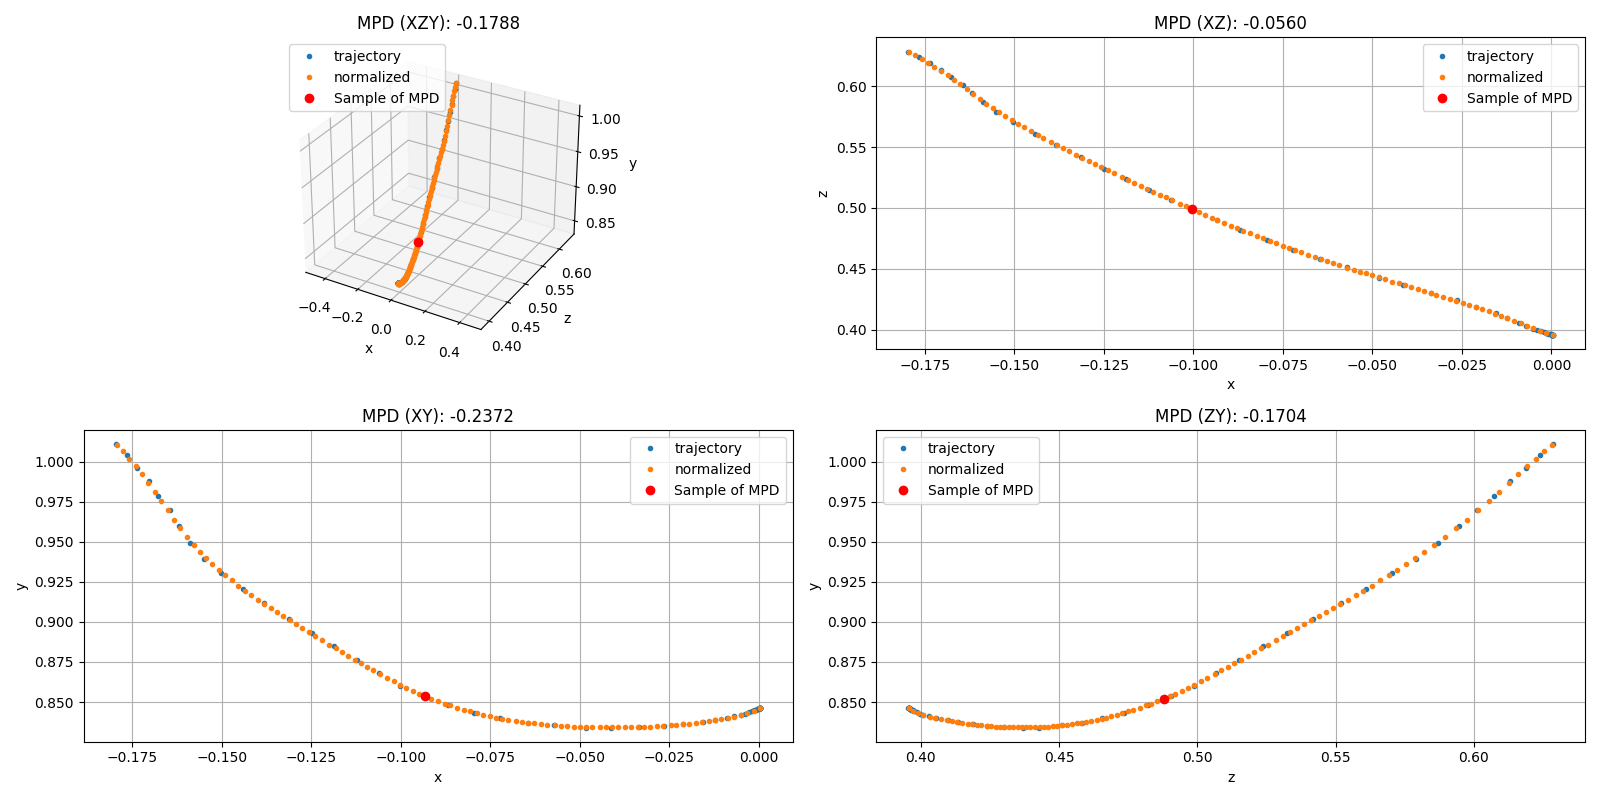 MPD (XZY): -0.1788
trajectory
normalized
Sample of MPD
1.00
0.95
0.90
0.85
y
−0.4
−0.2
0.0
0.2
0.4
x
0.40
0.45
0.50
0.55
0.60
z
MPD (XZ): -0.0560
trajectory
normalized
Sample of MPD
0.60
0.55
0.50
0.45
0.40
z
−0.175 −0.150 −0.125 −0.100 −0.075 −0.050 −0.025 0.000
x
MPD (XY): -0.2372
trajectory
normalized
Sample of MPD
1.000
0.975
0.950
0.925
0.900
0.875
0.850
y
−0.175 −0.150 −0.125 −0.100 −0.075 −0.050 −0.025 0.000
x
MPD (ZY): -0.1704
trajectory
normalized
Sample of MPD
1.000
0.975
0.950
0.925
0.900
0.875
0.850
y
0.40 0.45 0.50 0.55 0.60
z